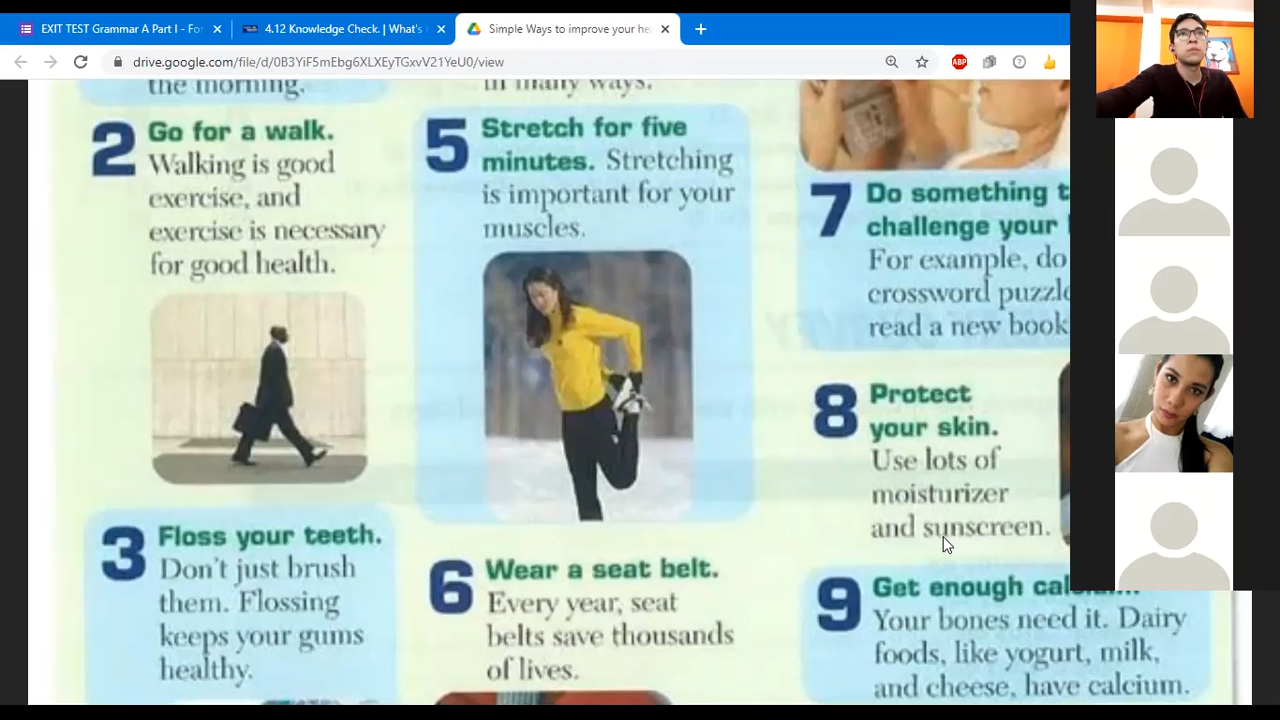 EXIT TEST Grammar A Part I - Fo
4.12 Knowledge Check. | What's
Simple Ways to improve your he
drive.google.com/file/d/0B3YiF5mEbg6XLXEyTGxvV21YeU0/view
ABP
the morning.
2 Go for a walk.
Walking is good
exercise, and
exercise is necessary
for good health.
3 Floss your teeth.
Don't just brush
them. Flossing
keeps your gums
healthy.
in many ways.
5 Stretch for five
minutes. Stretching
is important for your
muscles.
6 Wear a seat belt.
Every year, seat
belts save thousands
of lives.
7 Do something t
challenge your
For example, do
crossword puzzle
read a new book
8 Protect
your skin.
Use lots of
moisturizer
and sunscreen.
9 Get enough cal
Your bones need it. Dairy
foods, like yogurt, milk,
and cheese, have calcium.